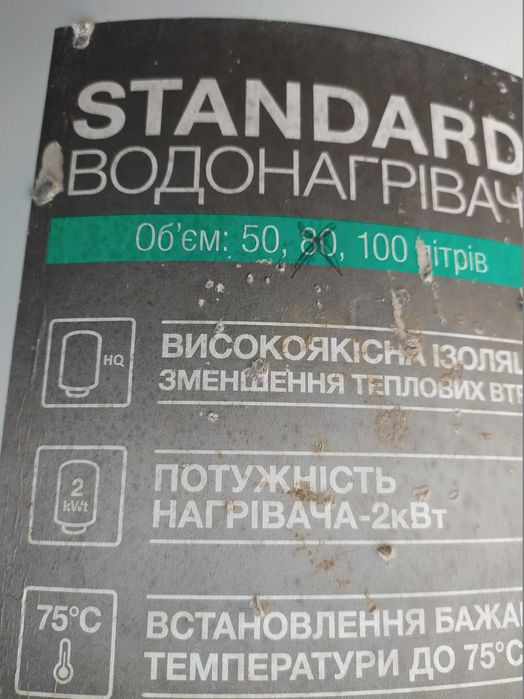 STANDARD
ВОДОНАГРІВАЧ
Об'єм: 50, 80, 100 літрів
HQ
ВИСОКОЯКІСНА ІЗОЛЯЦ
ЗМЕНШЕННЯ ТЕПЛОВИХ ВТР
2
kWt
ПОТУЖНІСТЬ
НАГРІВАЧА-2кВт
75°C
ВСТАНОВЛЕННЯ БАЖА
ТЕМПЕРАТУРИ ДО 75°C